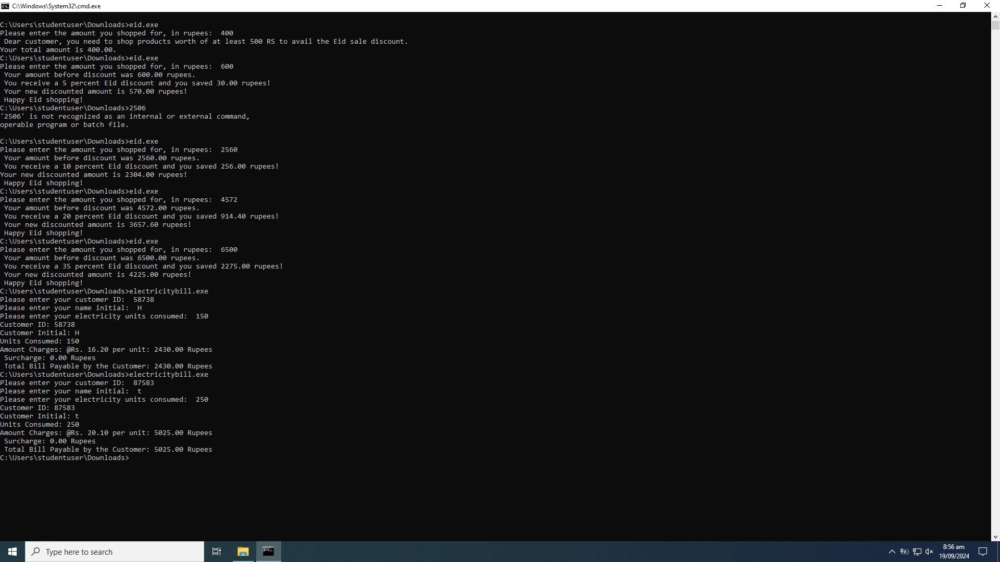 C:\Windows\System32\cmd.exe
C:\Users\studentuser\Downloads>eid.exe
Please enter the amount you shopped for, in rupees:  400
 Dear customer, you need to shop products worth of at least 500 RS to avail the Eid sale discount.
Your total amount is 400.00.
C:\Users\studentuser\Downloads>eid.exe
Please enter the amount you shopped for, in rupees:  600
 Your amount before discount was 600.00 rupees.
 You receive a 5 percent Eid discount and you saved 30.00 rupees!
 Your new discounted amount is 570.00 rupees!
 Happy Eid shopping!
C:\Users\studentuser\Downloads>2506
'2506' is not recognized as an internal or external command,
operable program or batch file.
C:\Users\studentuser\Downloads>eid.exe
Please enter the amount you shopped for, in rupees:  2560
 Your amount before discount was 2560.00 rupees.
 You receive a 10 percent Eid discount and you saved 256.00 rupees!
Your new discounted amount is 2304.00 rupees!
 Happy Eid shopping!
C:\Users\studentuser\Downloads>eid.exe
Please enter the amount you shopped for, in rupees:  4572
 Your amount before discount was 4572.00 rupees.
 You receive a 20 percent Eid discount and you saved 914.40 rupees!
 Your new discounted amount is 3657.60 rupees!
 Happy Eid shopping!
C:\Users\studentuser\Downloads>eid.exe
Please enter the amount you shopped for, in rupees:  6500
 Your amount before discount was 6500.00 rupees.
 You receive a 35 percent Eid discount and you saved 2275.00 rupees!
 Your new discounted amount is 4225.00 rupees!
 Happy Eid shopping!
C:\Users\studentuser\Downloads>electricitybill.exe
Please enter your customer ID:  58738
Please enter your name initial:  H
Please enter your electricity units consumed:  150
Customer ID: 58738
Customer Initial: H
Units Consumed: 150
Amount Charges: @Rs. 16.20 per unit: 2430.00 Rupees
 Surcharge: 0.00 Rupees
 Total Bill Payable by the Customer: 2430.00 Rupees
C:\Users\studentuser\Downloads>electricitybill.exe
Please enter your customer ID:  87583
Please enter your name initial:  t
Please enter your electricity units consumed:  250
Customer ID: 87583
Customer Initial: t
Units Consumed: 250
Amount Charges: @Rs. 20.10 per unit: 5025.00 Rupees
 Surcharge: 0.00 Rupees
 Total Bill Payable by the Customer: 5025.00 Rupees
C:\Users\studentuser\Downloads>
Type here to search
8:56 am
19/09/2024